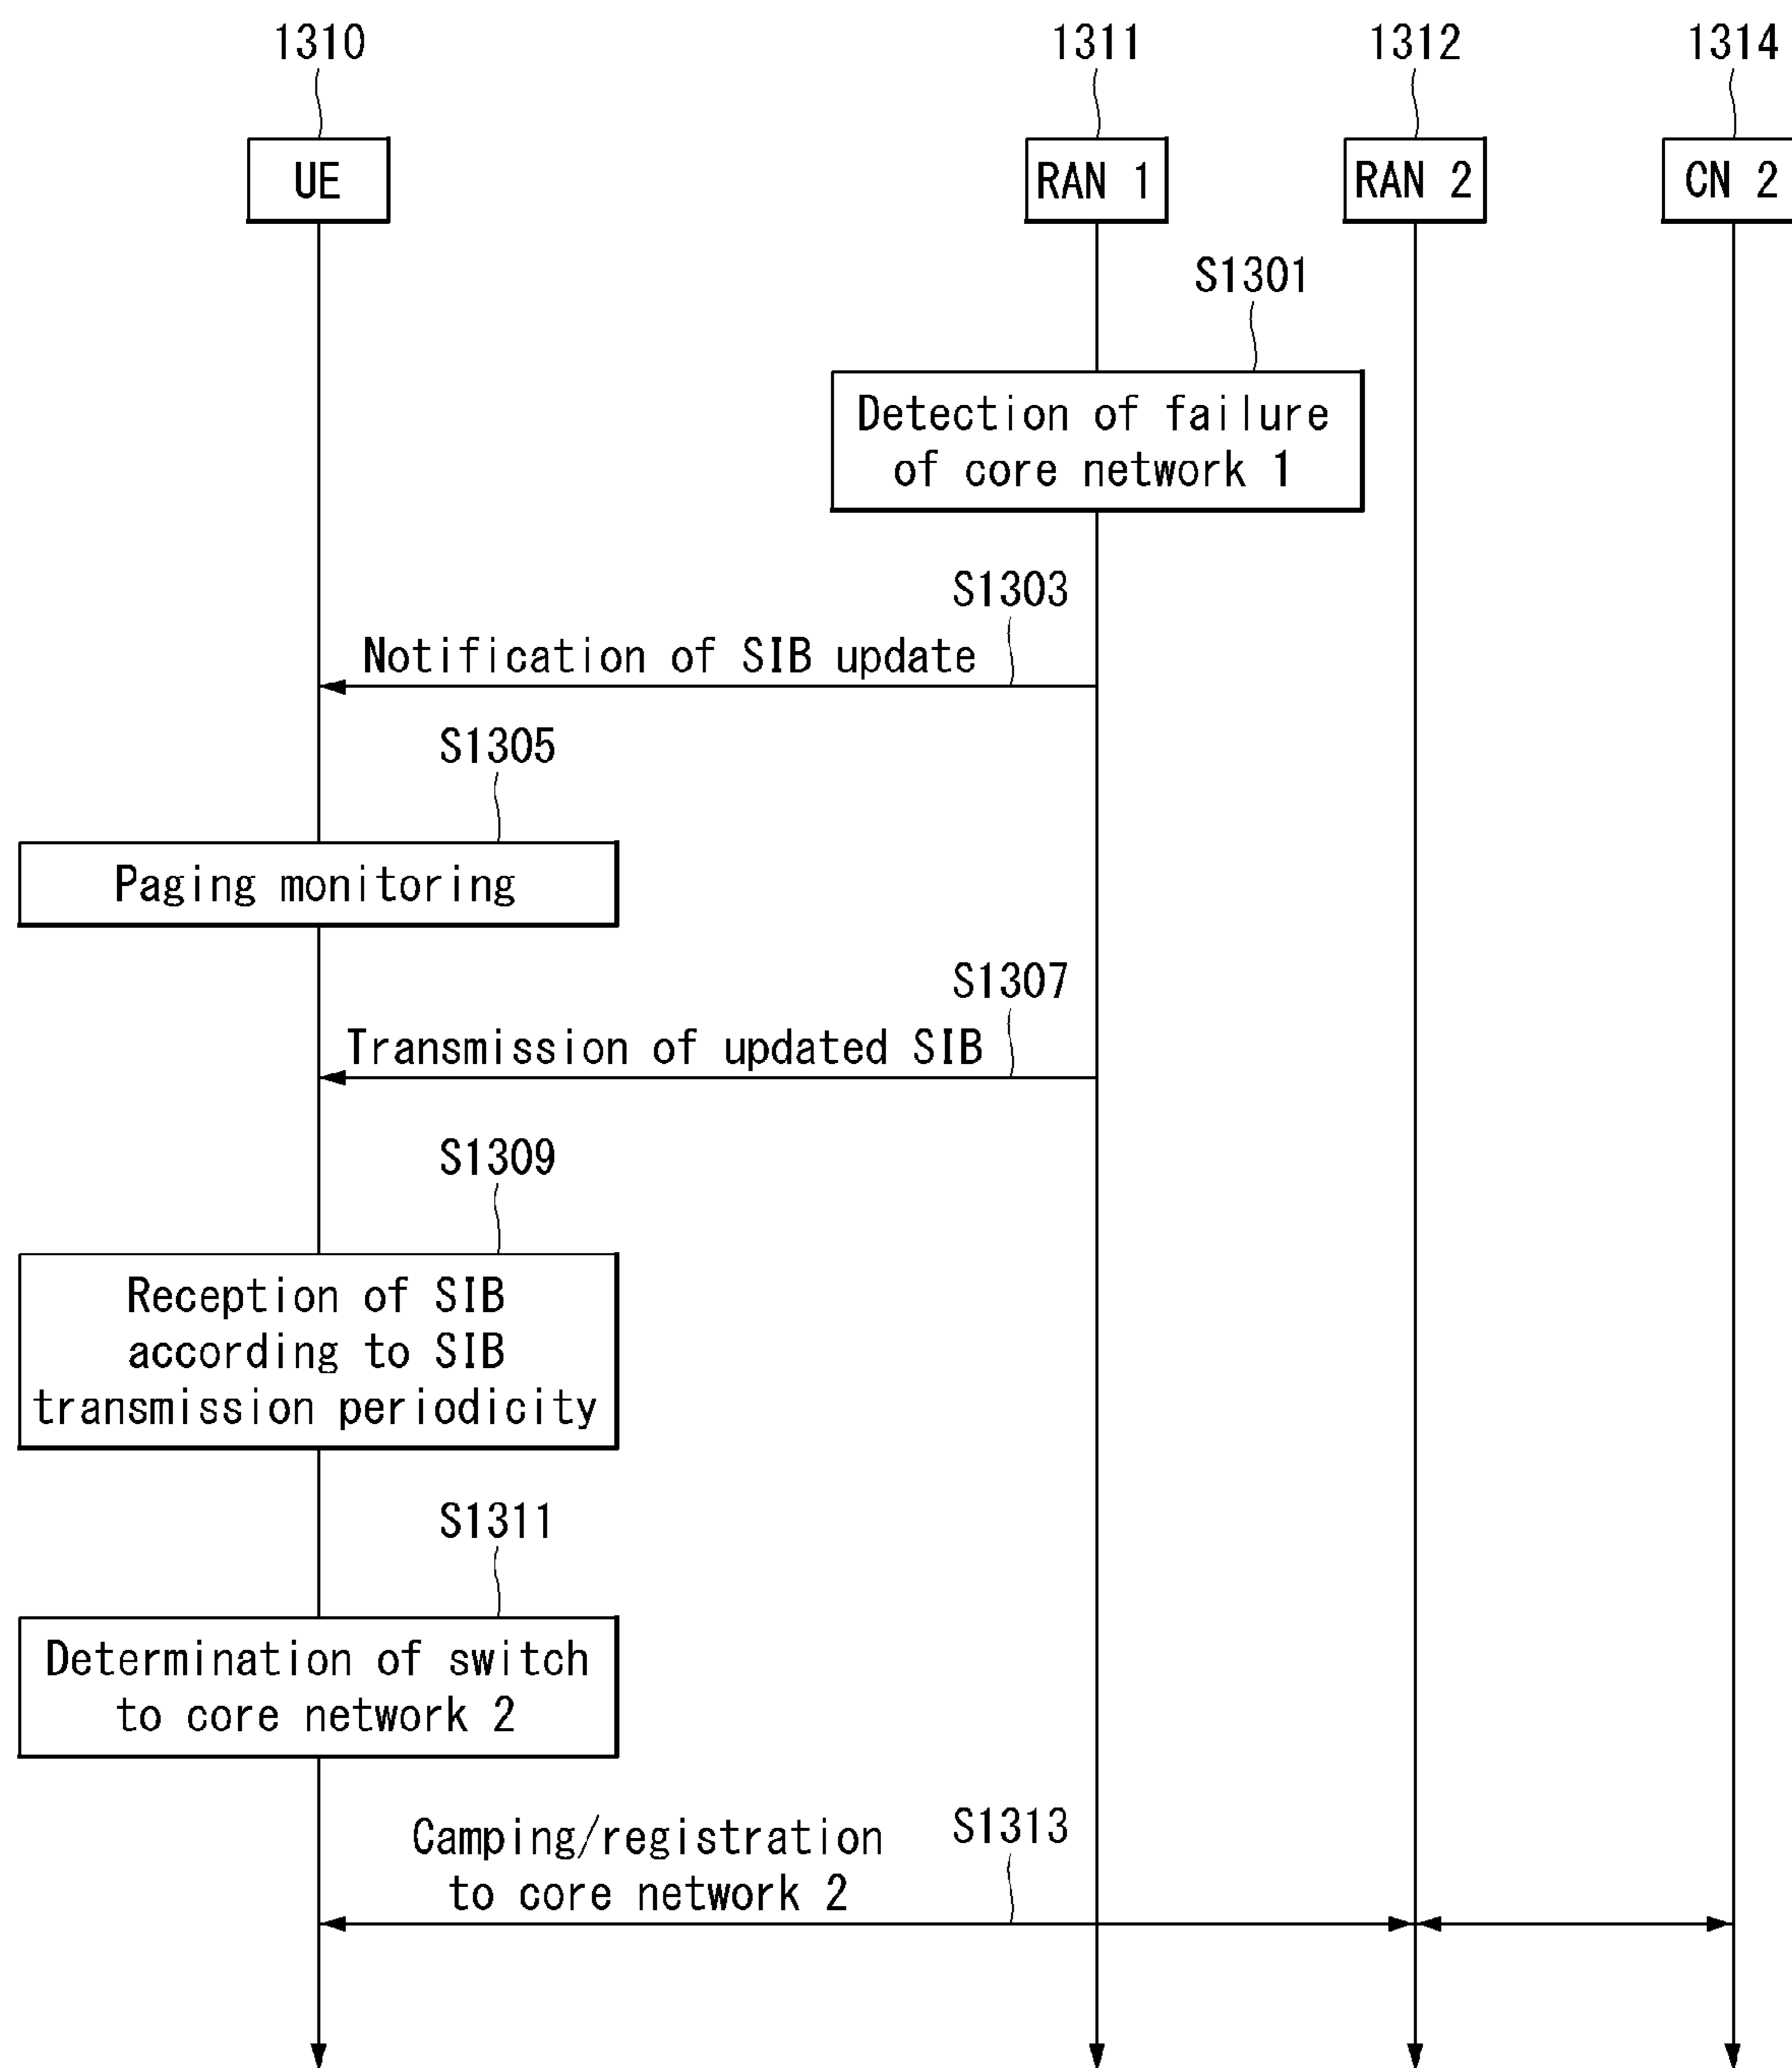 1310
1311
1312
1314
UE
RAN 1
RAN 2
CN 2
S1301
Detection of failure
of core network 1
S1303
Notification of SIB update
S1305
Paging monitoring
S1307
Transmission of updated SIB
S1309
Reception of SIB
according to SIB
transmission periodicity
S1311
Determination of switch
to core network 2
Camping/registration
to core network 2
S1313